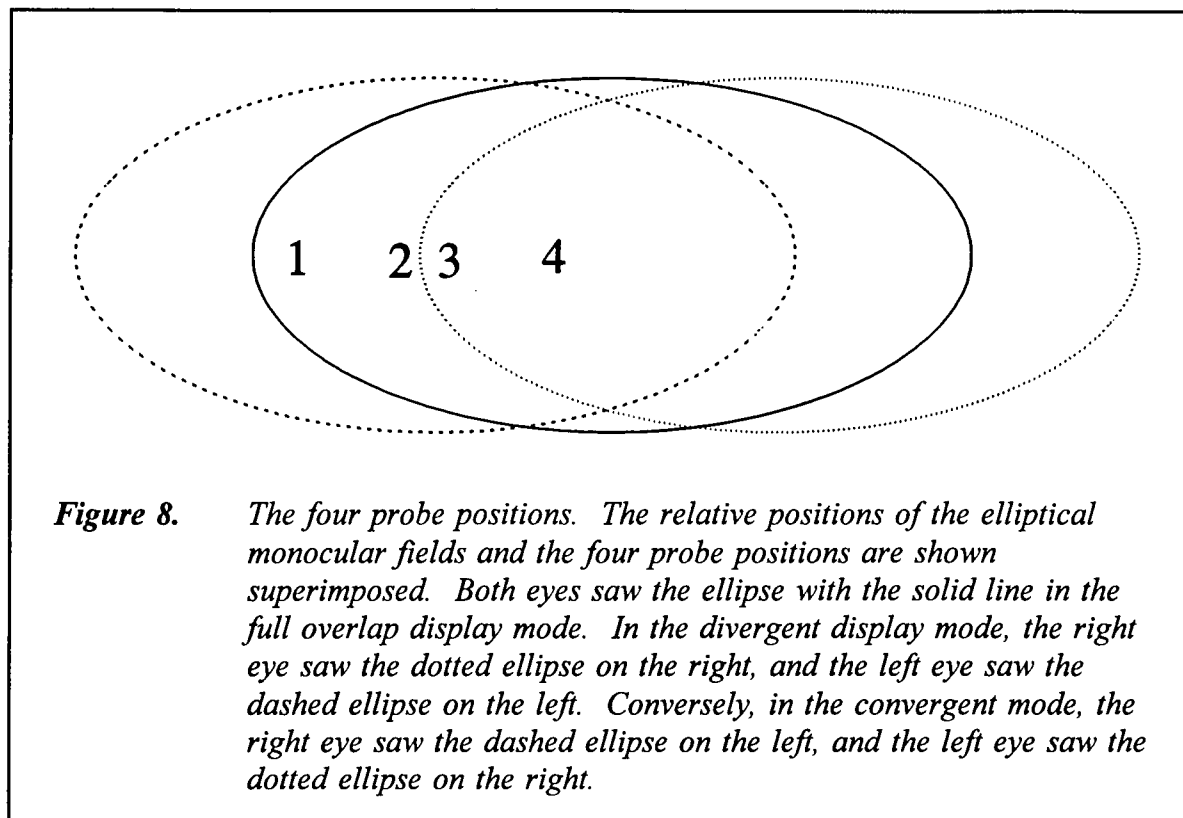 1 2 3 4
Figure 8. The four probe positions. The relative positions of the elliptical
monocular fields and the four probe positions are shown
superimposed. Both eyes saw the ellipse with the solid line in the
full overlap display mode. In the divergent display mode, the right
eye saw the dotted ellipse on the right, and the left eye saw the
dashed ellipse on the left. Conversely, in the convergent mode, the
right eye saw the dashed ellipse on the left, and the left eye saw the
dotted ellipse on the right.